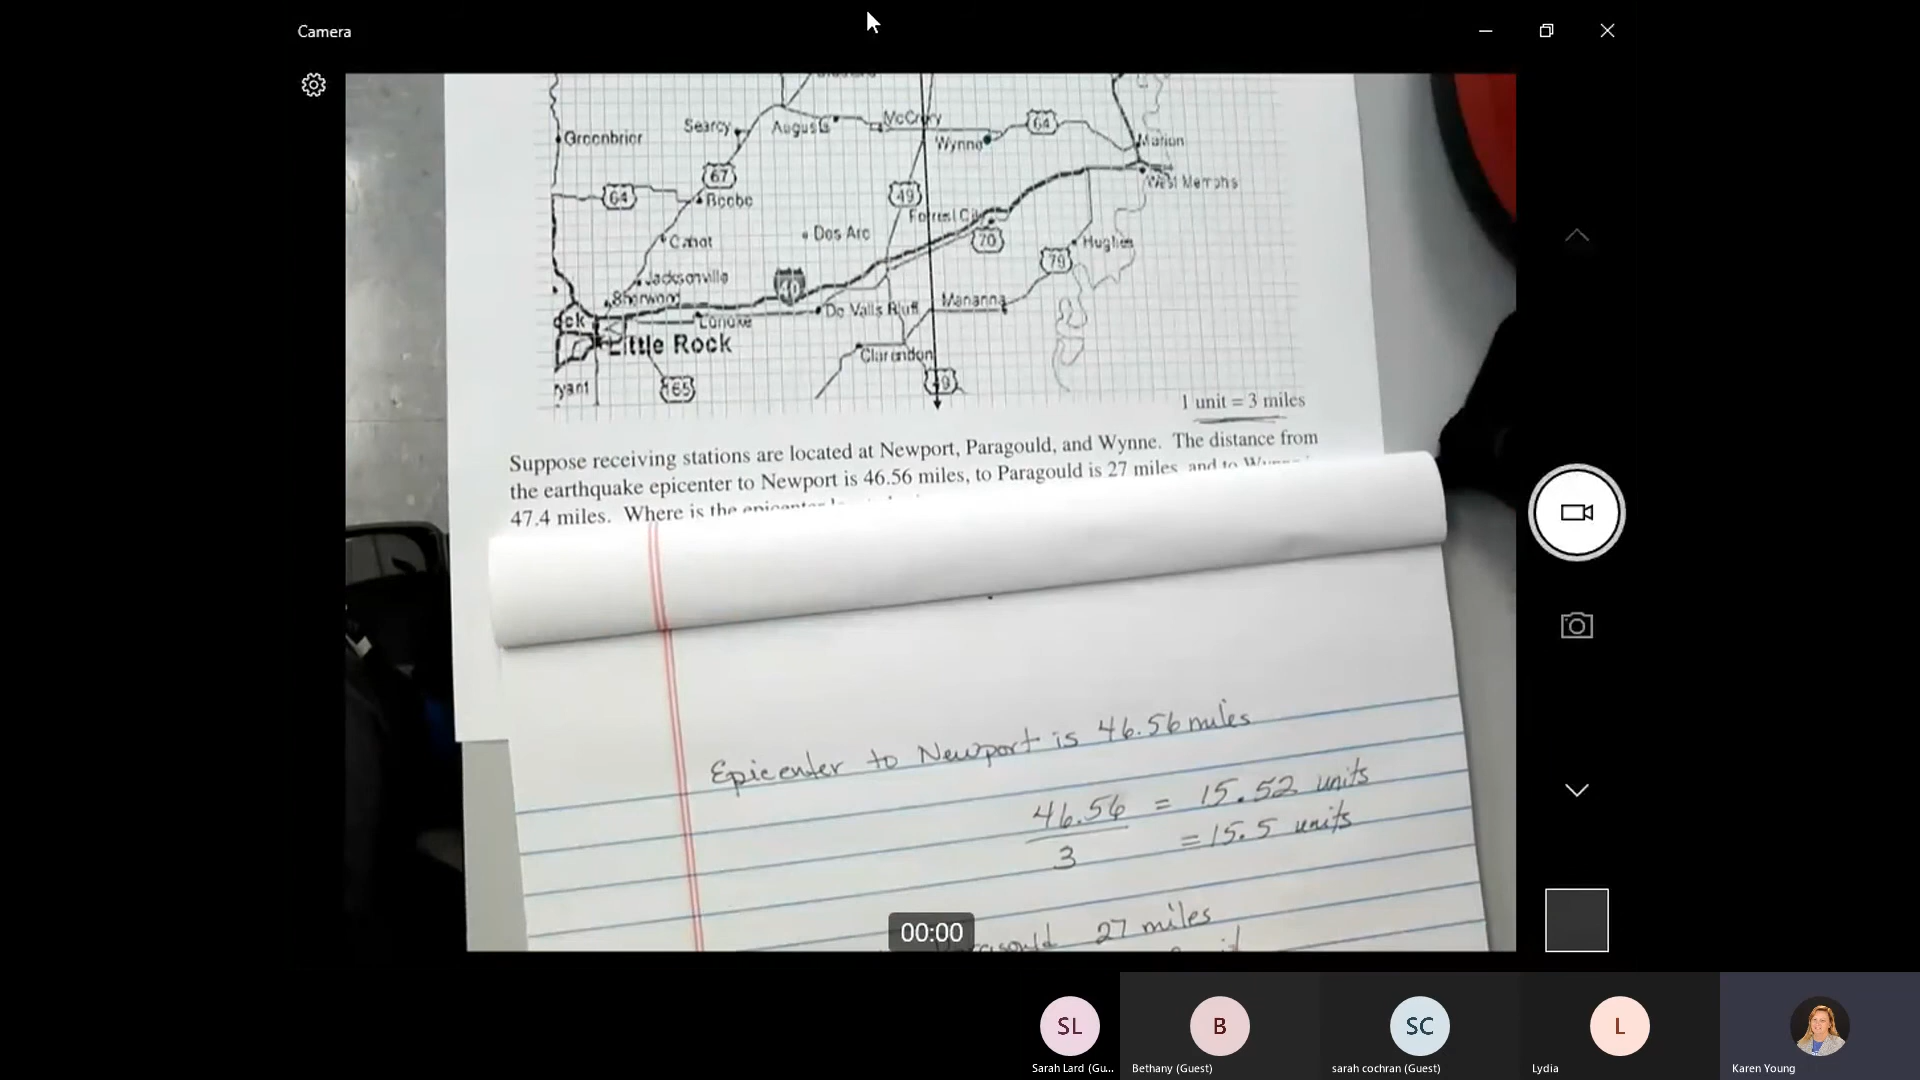 Camera
Searcy
Augusta
McCrory
64
Greenbrier
Wynne
Marion
67
West Memphis
64
Beebe
49
Forrest City
Des Arc
70
Cabot
Hughes
79
Jacksonville
40
Sherwood
De Valls Bluff
Marianna
Lonoke
Little Rock
Clarendon
65
1 unit = 3 miles
Suppose receiving stations are located at Newport, Paragould, and Wynne. The distance from
the earthquake epicenter to Newport is 46.56 miles, to Paragould is 27 miles, and to
47.4 miles. Where is the
Epicenter to Newport is 46.56 miles
46.56 = 15.52 units
3 = 15.5 units
27 miles
00:00
SL
B
SC
L
Sarah Lard (Gu...
Bethany (Guest)
sarah cochran (Guest)
Lydia
Karen Young